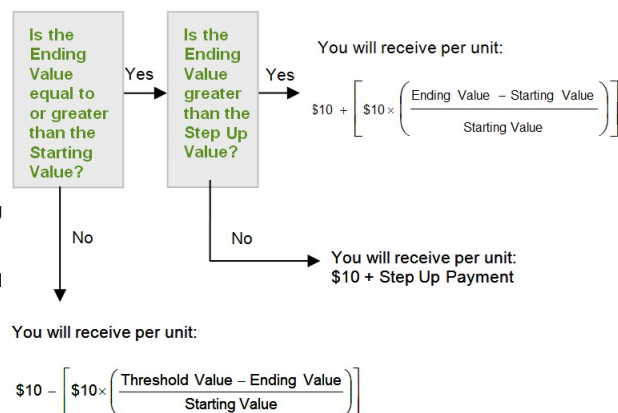 Is the
Ending
Value
equal to
or greater
than the
Starting
Value?
Yes
Is the
Ending
Value
greater
than the
Step Up
Value?
Yes
You will receive per unit:
$10 + [ $10 × ( Ending Value – Starting Value
Starting Value ) ]
No
No
You will receive per unit:
$10 + Step Up Payment
You will receive per unit:
$10 – [ $10× ( Threshold Value – Ending Value
Starting Value ) ]